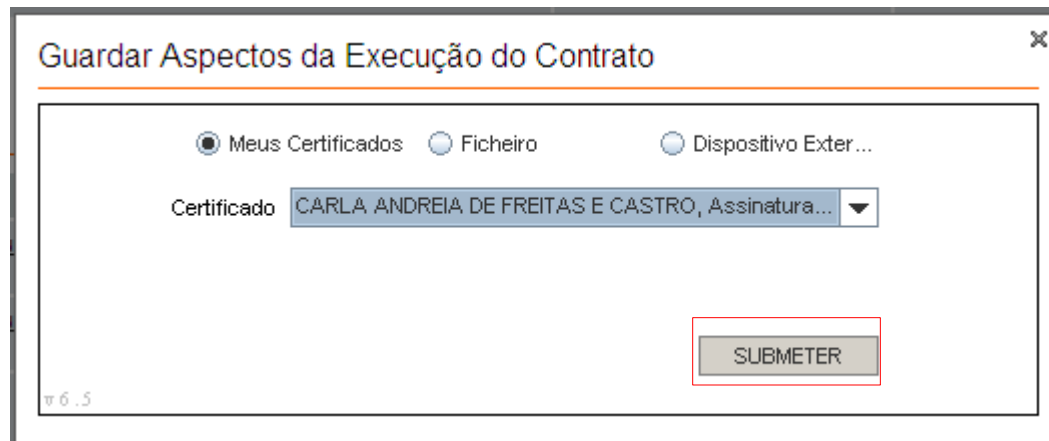 Guardar Aspectos da Execução do Contrato
Meus Certificados Ficheiro Dispositivo Exter...
Certificado CARLA ANDREIA DE FREITAS E CASTRO, Assinatura...
SUBMETER
v6.5